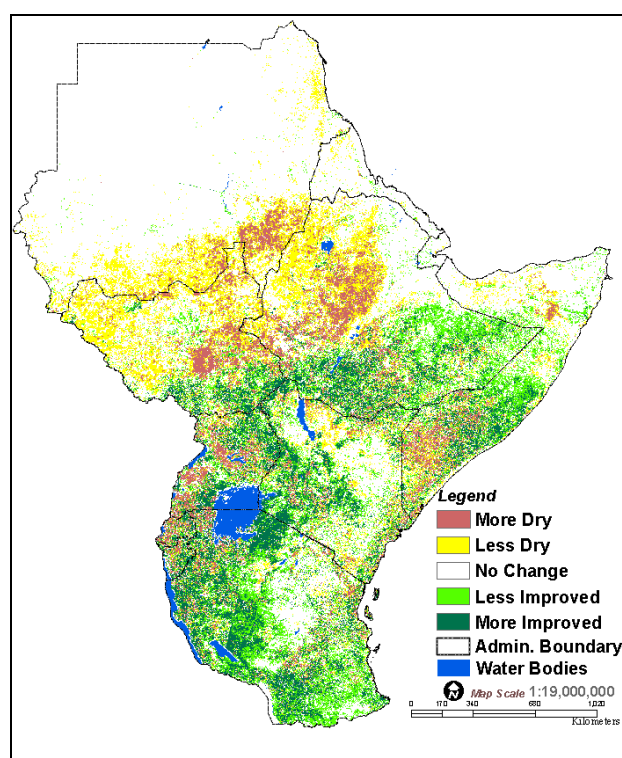 Legend
More Dry
Less Dry
No Change
Less Improved
More Improved
Admin. Boundary
Water Bodies
N Map Scale 1:19,000,000
0 170 340 680 1,020
Kilometers